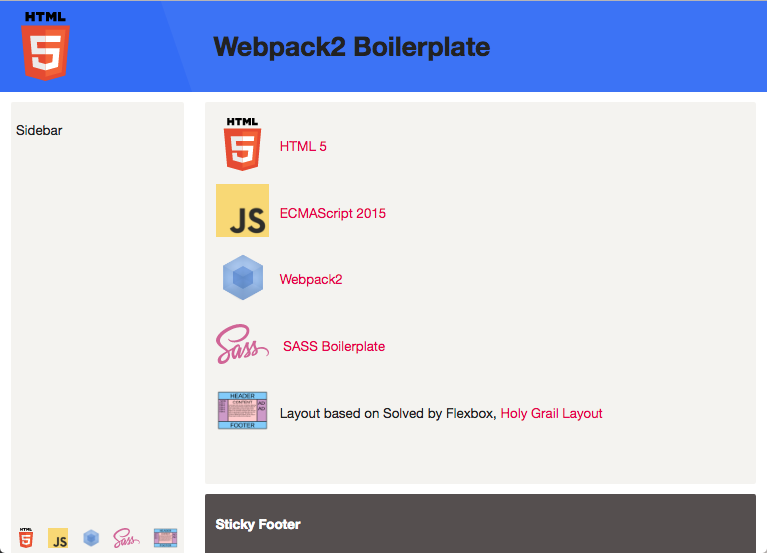 HTML
5
Webpack2 Boilerplate
Sidebar
HTML
5
HTML 5
JS
ECMAScript 2015
Webpack2
Sass
SASS Boilerplate
HEADER
CONTENT
AD
AD
FOOTER
Layout based on Solved by Flexbox, Holy Grail Layout
HTML
5
JS
Sass
Sticky Footer